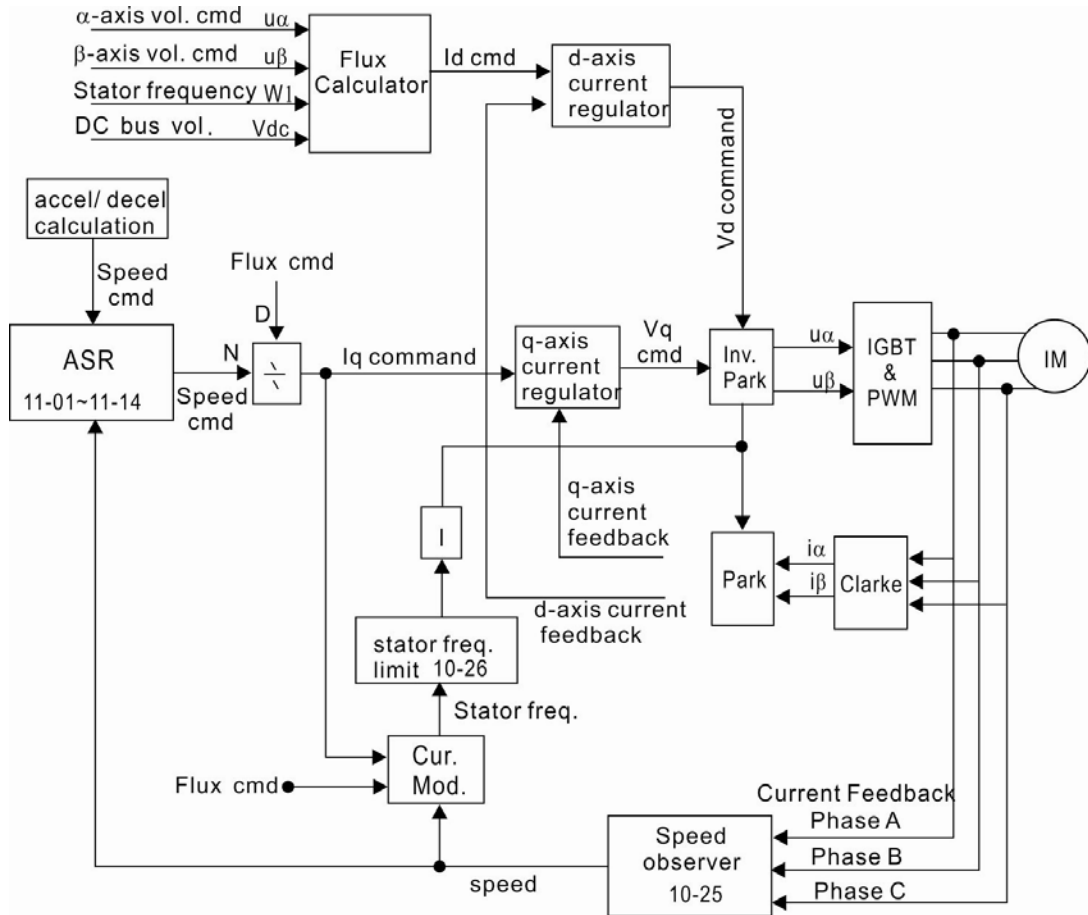 α-axis vol. cmd uα
β-axis vol. cmd uβ
Stator frequency W1
DC bus vol. Vdc
Flux
Calculator
Id cmd
d-axis
current
regulator
Vd command
accel/ decel
calculation
Speed
cmd
Flux cmd
D
ASR
11-01~11-14
N
Speed
cmd
Iq command
q-axis
current
regulator
Vq
cmd
Inv.
Park
uα
uβ
IGBT
&
PWM
IM
q-axis
current
feedback
I
Park
iα
iβ
Clarke
d-axis current
feedback
stator freq.
limit 10-26
Stator freq.
Cur.
Mod.
Flux cmd
Current Feedback
Phase A
Phase B
Phase C
Speed
observer
10-25
speed